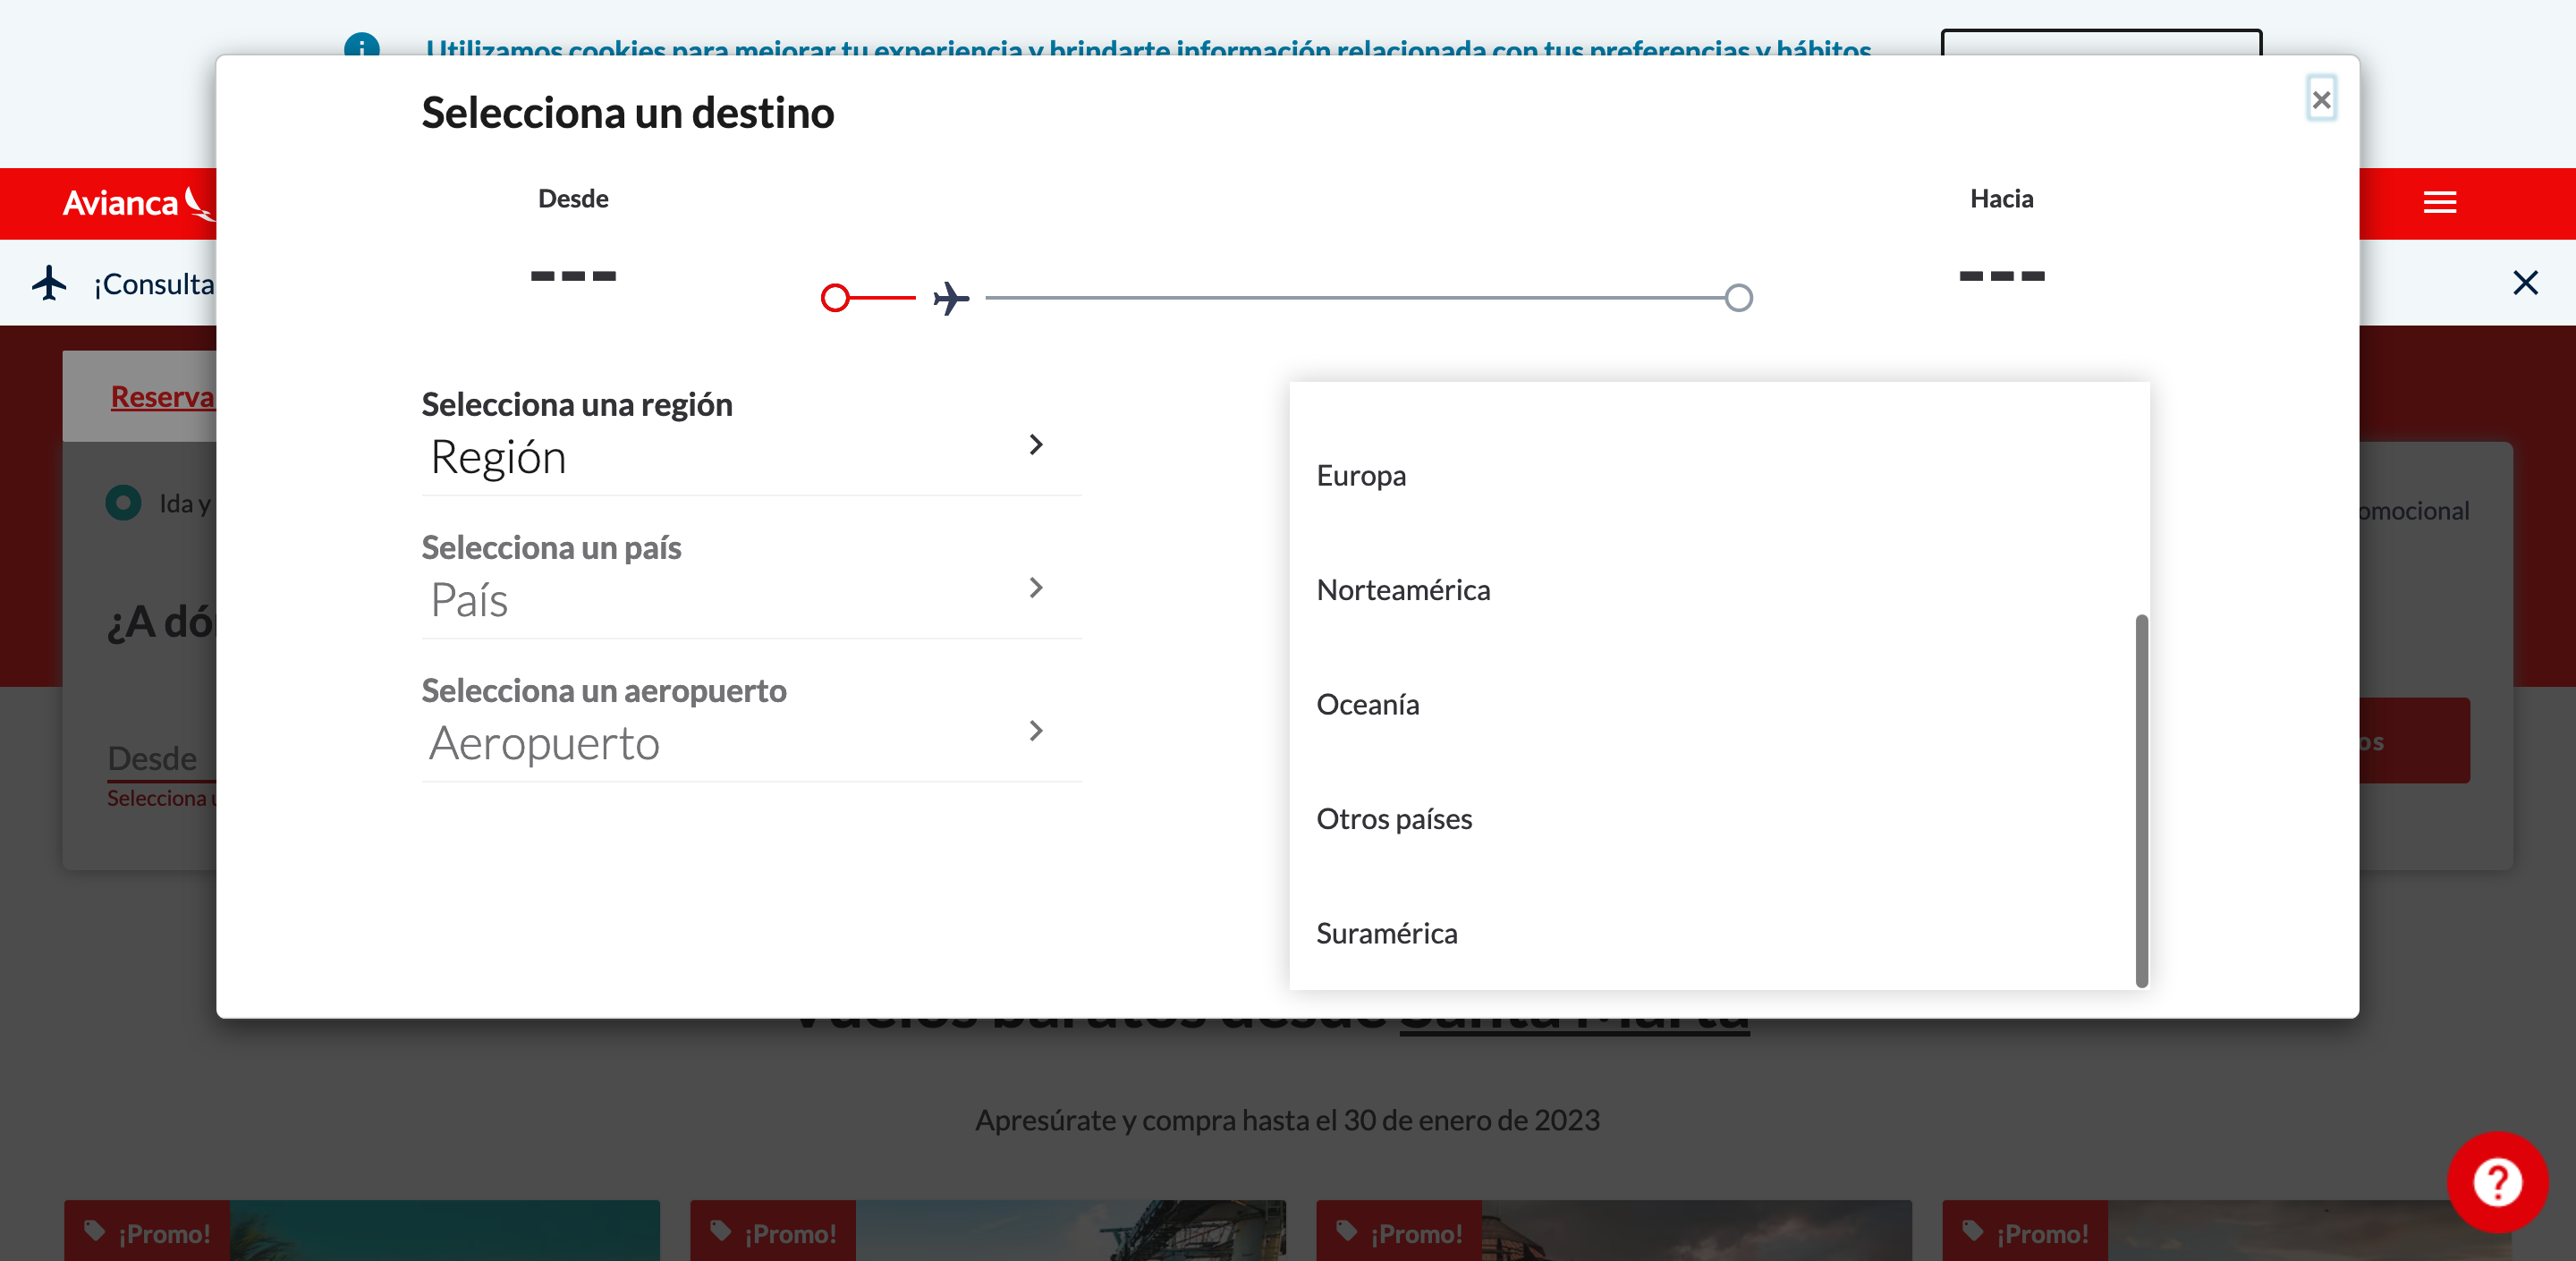 Utilizamos cookies para mejorar tu experiencia y brindarte información relacionada con tus preferencias y hábitos
Selecciona un destino
×
Desde
Hacia
---
---
Avianca
¡Consulta
Reserva
Selecciona una región
Región
Europa
Ida y
omocional
Selecciona un país
País
Norteamérica
¿A dó
Selecciona un aeropuerto
Aeropuerto
Oceanía
Desde
os
Selecciona
Otros países
Suramérica
Vuelos baratos desde Santa Marta
Apresúrate y compra hasta el 30 de enero de 2023
¡Promo!
¡Promo!
¡Promo!
¡Promo!
?